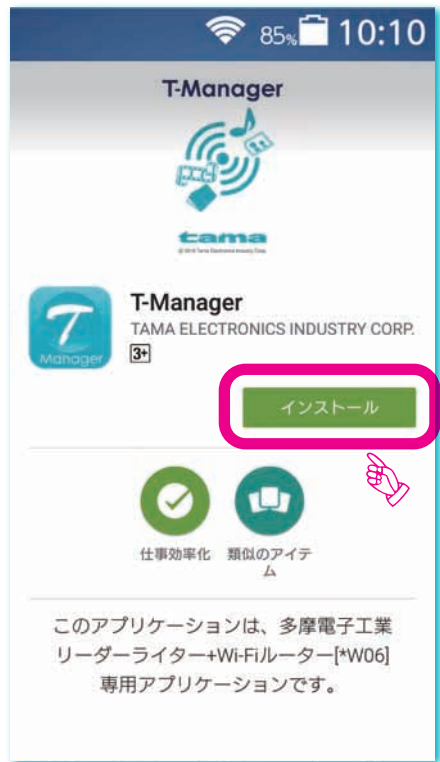 85% 10:10
T-Manager
tama
T-Manager
TAMA ELECTRONICS INDUSTRY CORP.
3+
Manager
インストール
仕事効率化 類似のアイテ
ム
このアプリケーションは、多摩電子工業
リーダーライター+Wi-Fiルーター[*W06]
専用アプリケーションです。